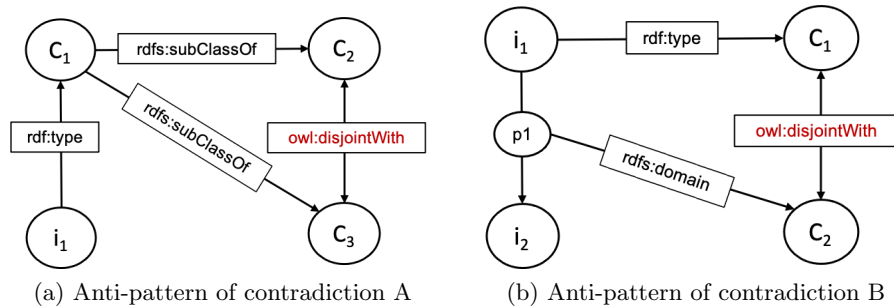 C₁
rdfs:subClassOf
C₂
rdf:type
rdfs:subClassOf
owl:disjointWith
i₁
C₃
(a) Anti-pattern of contradiction A
i₁
rdf:type
C₁
p1
owl:disjointWith
rdfs:domain
i₂
C₂
(b) Anti-pattern of contradiction B